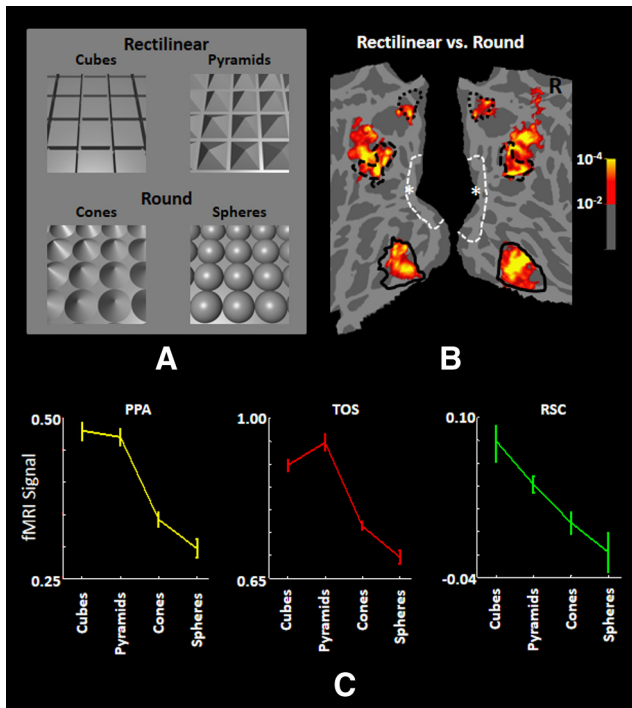 Rectilinear
Cubes Pyramids
Round
Cones Spheres
A
Rectilinear vs. Round
R
10-4
10-2
*
*
B
PPA
0.50
0.25
fMRI Signal
Cubes
Pyramids
Cones
Spheres
TOS
1.00
0.65
Cubes
Pyramids
Cones
Spheres
RSC
0.10
-0.04
Cubes
Pyramids
Cones
Spheres
C